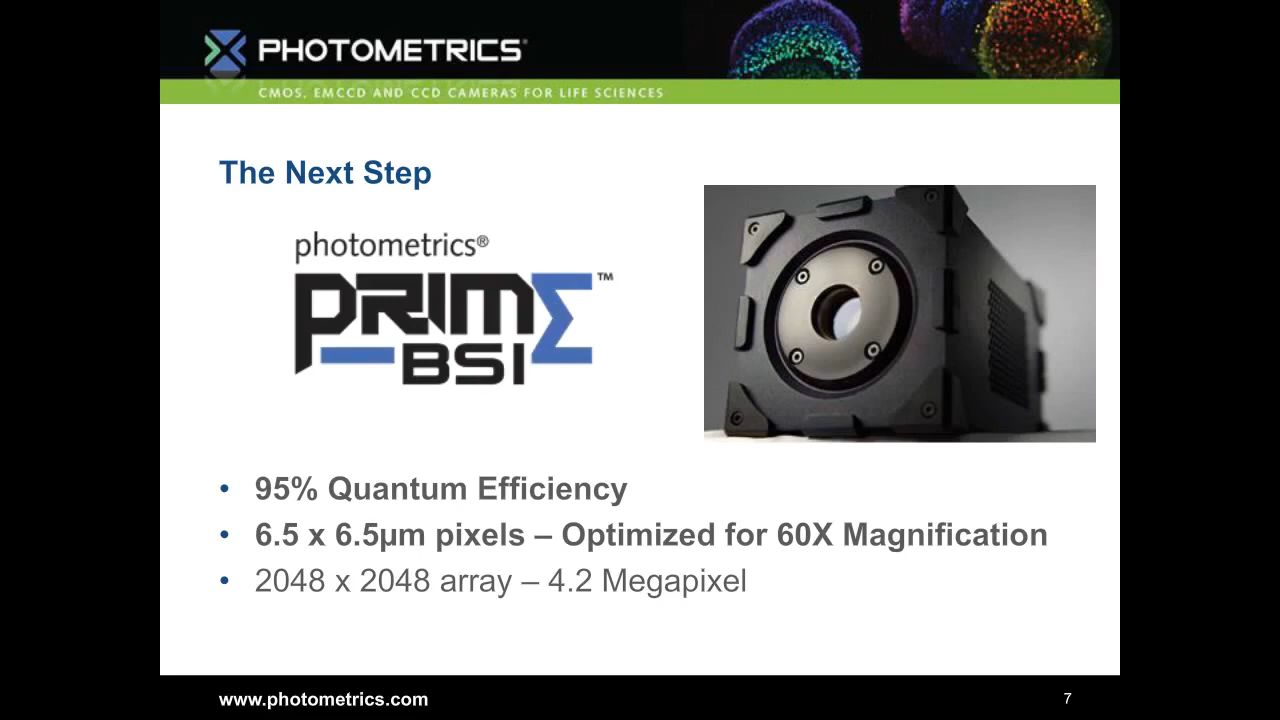 PHOTOMETRICS®
CMOS, EMCCD AND CCD CAMERAS FOR LIFE SCIENCES
The Next Step
photometrics®
PRIMΣ™
BSI
• 95% Quantum Efficiency
• 6.5 x 6.5µm pixels – Optimized for 60X Magnification
• 2048 x 2048 array – 4.2 Megapixel
www.photometrics.com
7